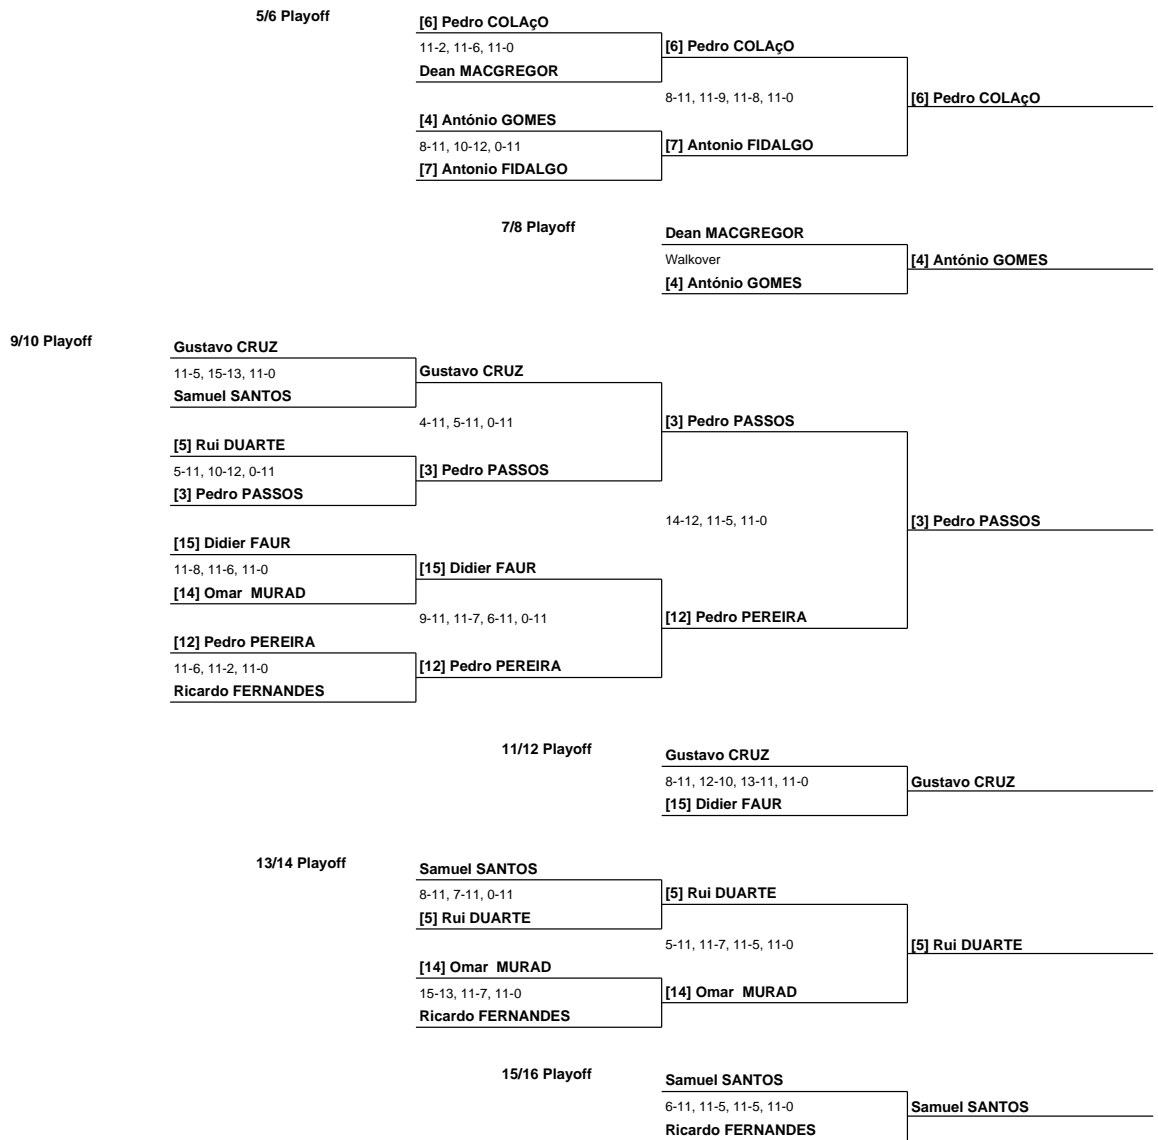 5/6 Playoff
[6] Pedro COLAçO
11-2, 11-6, 11-0
[6] Pedro COLAçO
Dean MACGREGOR
8-11, 11-9, 11-8, 11-0
[6] Pedro COLAçO
[4] António GOMES
8-11, 10-12, 0-11
[7] Antonio FIDALGO
[7] Antonio FIDALGO
7/8 Playoff
Dean MACGREGOR
Walkover
[4] António GOMES
[4] António GOMES
9/10 Playoff
Gustavo CRUZ
11-5, 15-13, 11-0
Gustavo CRUZ
Samuel SANTOS
4-11, 5-11, 0-11
[3] Pedro PASSOS
[5] Rui DUARTE
5-11, 10-12, 0-11
[3] Pedro PASSOS
[3] Pedro PASSOS
14-12, 11-5, 11-0
[3] Pedro PASSOS
[15] Didier FAUR
11-8, 11-6, 11-0
[15] Didier FAUR
[14] Omar  MURAD
9-11, 11-7, 6-11, 0-11
[12] Pedro PEREIRA
[12] Pedro PEREIRA
11-6, 11-2, 11-0
[12] Pedro PEREIRA
Ricardo FERNANDES
11/12 Playoff
Gustavo CRUZ
8-11, 12-10, 13-11, 11-0
Gustavo CRUZ
[15] Didier FAUR
13/14 Playoff
Samuel SANTOS
8-11, 7-11, 0-11
[5] Rui DUARTE
[5] Rui DUARTE
5-11, 11-7, 11-5, 11-0
[5] Rui DUARTE
[14] Omar  MURAD
15-13, 11-7, 11-0
[14] Omar  MURAD
Ricardo FERNANDES
15/16 Playoff
Samuel SANTOS
6-11, 11-5, 11-5, 11-0
Samuel SANTOS
Ricardo FERNANDES